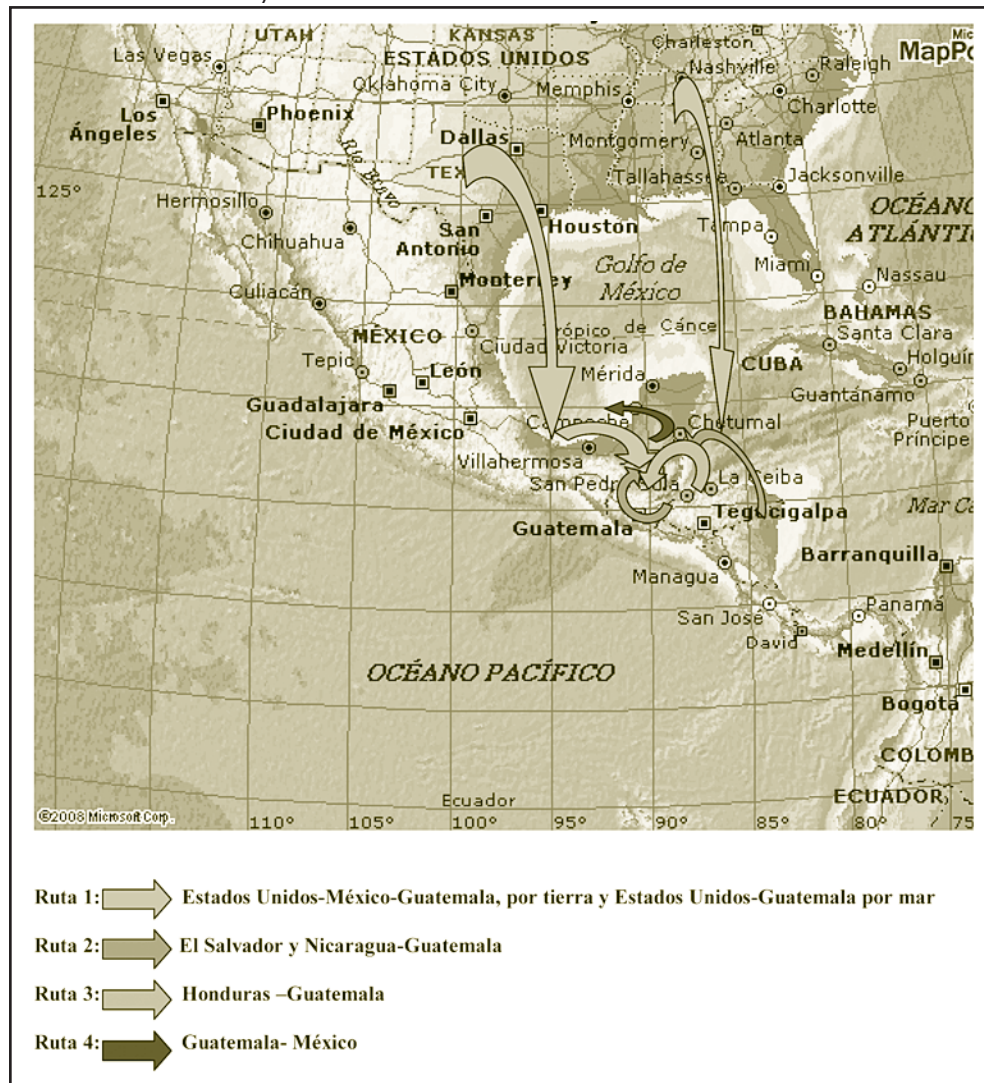 UTAH KANSAS Charleston Mic
Las Vegas ESTADOS UNIDOS Nashville Raleigh MapPo
Oklahoma City Memphis Charlotte
Los Ángeles Phoenix Dallas Montgomery Atlanta
Río Bravo TEX Tallahassee Jacksonville
125° Hermosillo San Antonio Houston Tampa OCÉANO ATLÁNTI
Chihuahua Golfo de México Miami Nassau
Monterrey
Culiacán BAHAMAS
MÉXICO Ciudad Victoria Trópico de Cánce Santa Clara
Tepic León Mérida CUBA Holguín
Guadalajara Guantánamo
Ciudad de México Campeche Chetumal Puerto Príncipe
Villahermosa
San Pedro Sula La Ceiba
Guatemala Tegucigalpa Mar Ca
Managua Barranquilla
San José Panamá
David Medellín
OCÉANO PACÍFICO
Bogotá
COLOMB
Ecuador ECUADOR
©2008 Microsoft Corp.
110° 105° 100° 95° 90° 85° 80° 75
Ruta 1: Estados Unidos-México-Guatemala, por tierra y Estados Unidos-Guatemala por mar
Ruta 2: El Salvador y Nicaragua-Guatemala
Ruta 3: Honduras –Guatemala
Ruta 4: Guatemala- México